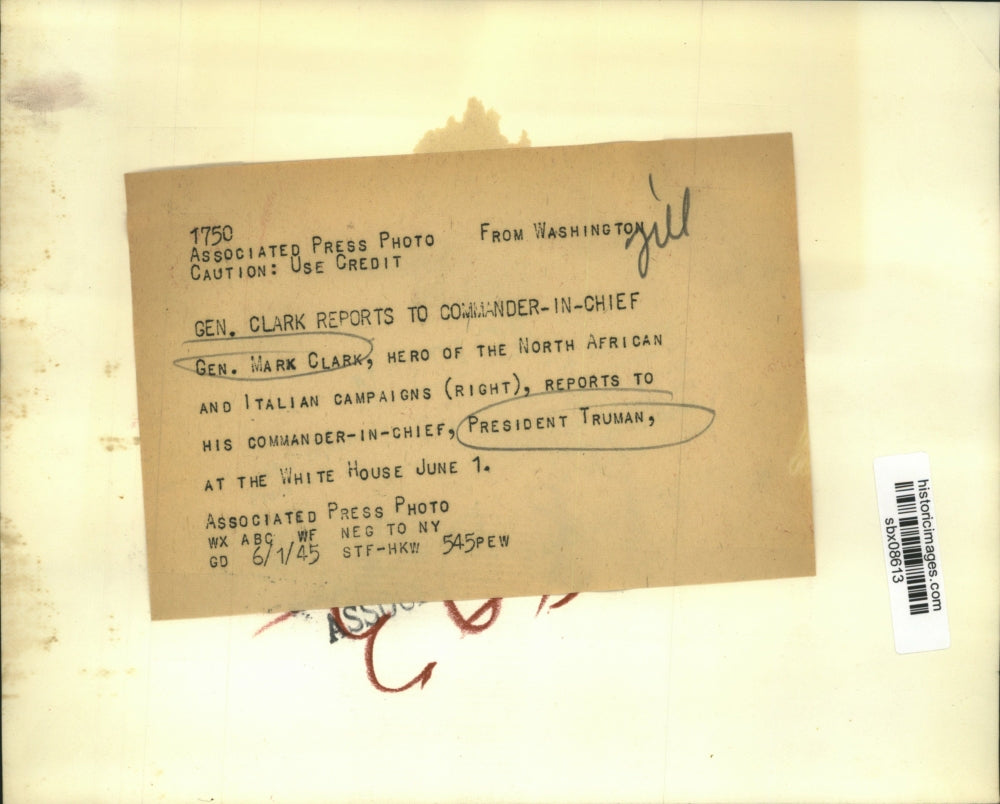 1750
ASSOCIATED PRESS PHOTO FROM WASHINGTON
CAUTION: USE CREDIT
GEN. CLARK REPORTS TO COMMANDER-IN-CHIEF
GEN. MARK CLARK, HERO OF THE NORTH AFRICAN
AND ITALIAN CAMPAIGNS (RIGHT), REPORTS TO
HIS COMMANDER-IN-CHIEF, PRESIDENT TRUMAN,
AT THE WHITE HOUSE JUNE 1.
ASSOCIATED PRESS PHOTO
WX ABC WF NEG TO NY
GD 6/1/45 STF-HKW 545PEW
historicimages.com
sbx08613